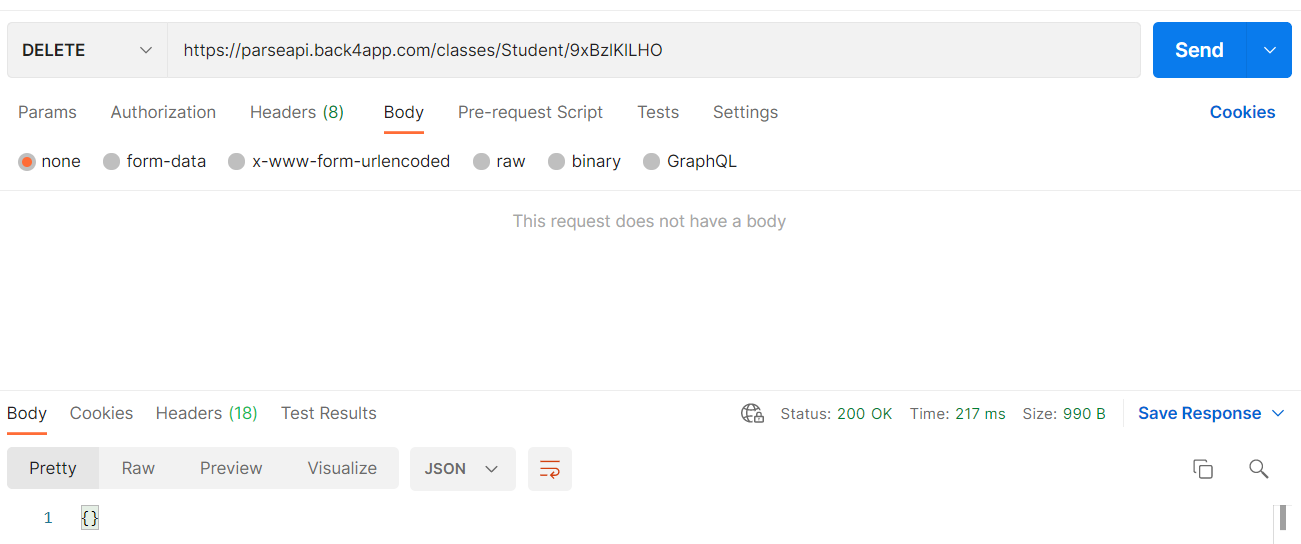 DELETE https://parseapi.back4app.com/classes/Student/9xBzlKlLHO Send
Params Authorization Headers (8) Body Pre-request Script Tests Settings Cookies
none form-data x-www-form-urlencoded raw binary GraphQL
This request does not have a body
Body Cookies Headers (18) Test Results Status: 200 OK Time: 217 ms Size: 990 B Save Response
Pretty Raw Preview Visualize JSON
1 {}